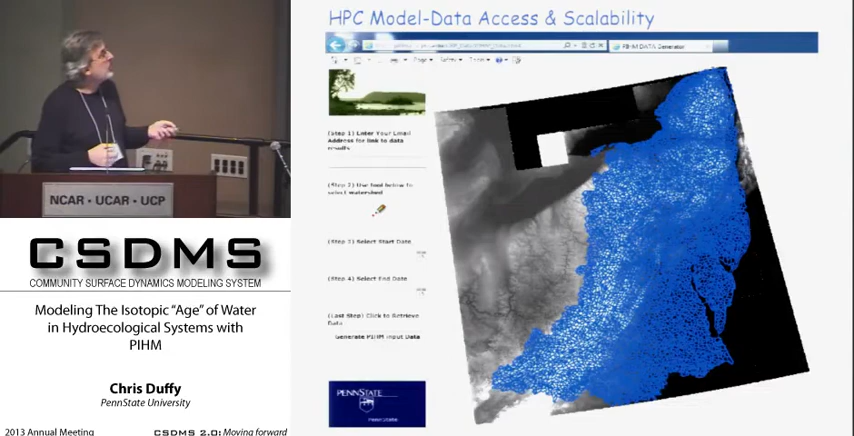 HPC Model-Data Access & Scalability
PIHM DATA Generator
Page
Safety
Tools
(Step 1) Enter Your Email
Address for link to data
results
(Step 2) Use tool below to
select watershed
(Step 3) Select Start Date
(Step 4) Select End Date
(Last Step) Click to Retrieve
Data
Generate PIHM Input Data
PENNSTATE
PennState
NCAR • UCAR • UCP
CSDMS
COMMUNITY SURFACE DYNAMICS MODELING SYSTEM
Modeling The Isotopic “Age” of Water
in Hydroecological Systems with
PIHM
Chris Duffy
PennState University
2013 Annual Meeting
CSDMS 2.0: Moving forward